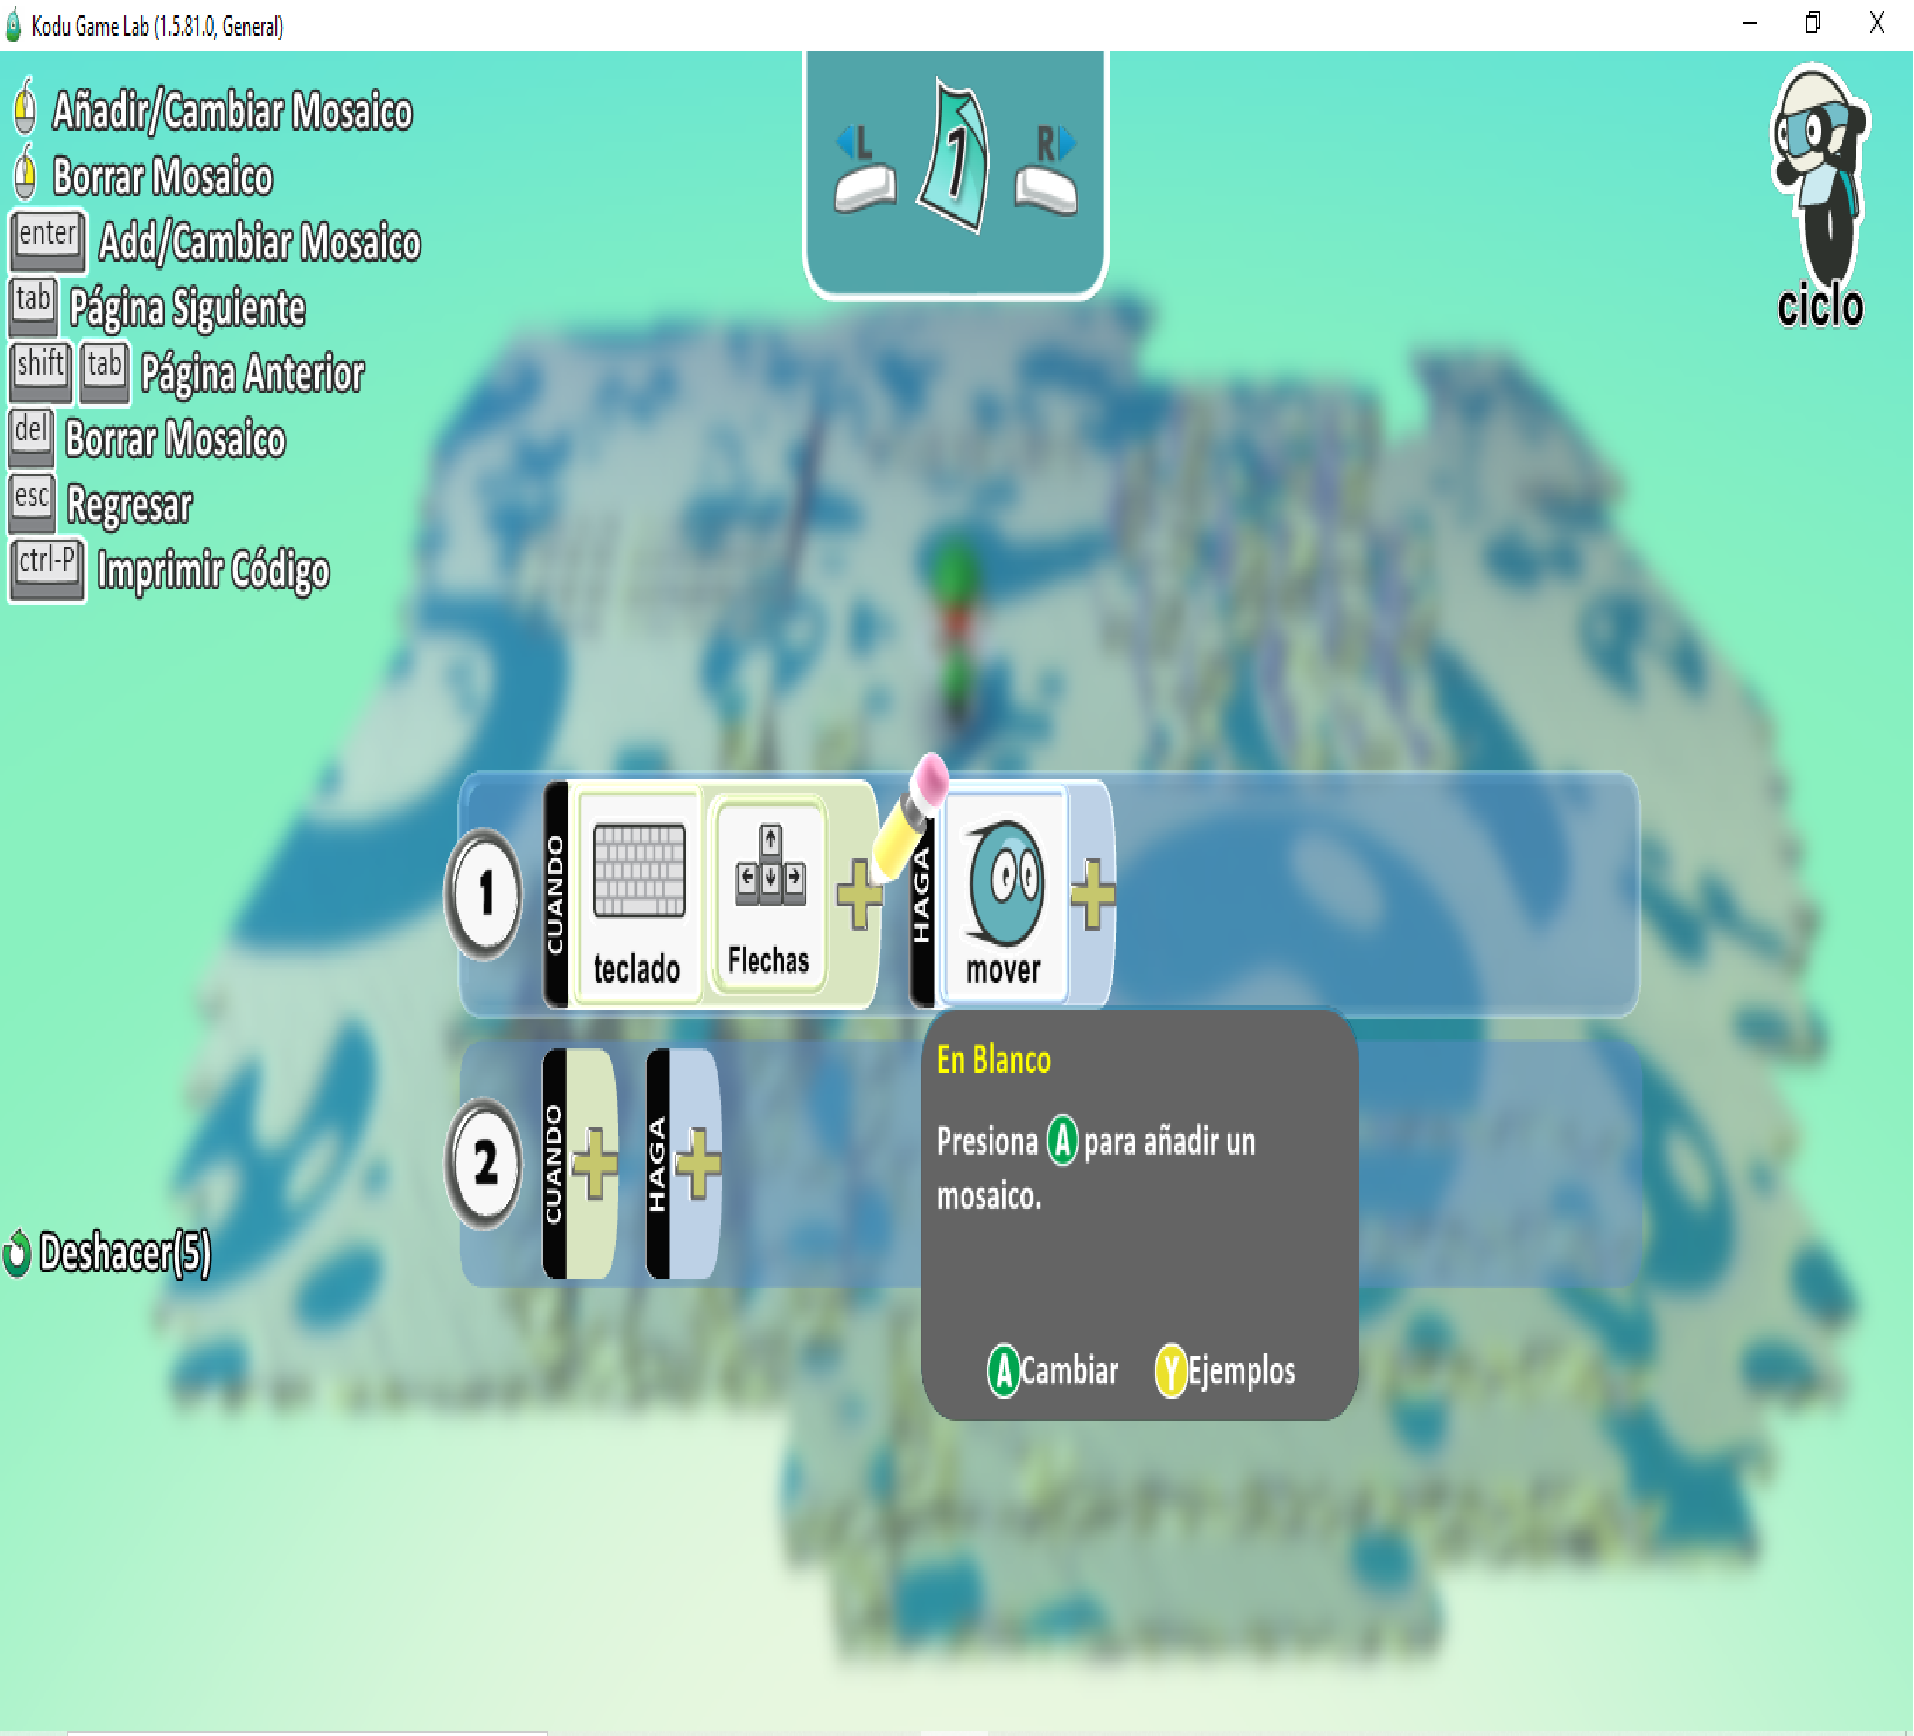 Kodu Game Lab (1.5.81.0, General)
Añadir/Cambiar Mosaico
Borrar Mosaico
enter Add/Cambiar Mosaico
tab Página Siguiente
shift tab Página Anterior
del Borrar Mosaico
esc Regresar
ctrl-P Imprimir Código
L 1 R
ciclo
1 CUANDO teclado Flechas HAGA mover
2 CUANDO HAGA
En Blanco
Presiona A para añadir un
mosaico.
A Cambiar Y Ejemplos
Deshacer(5)